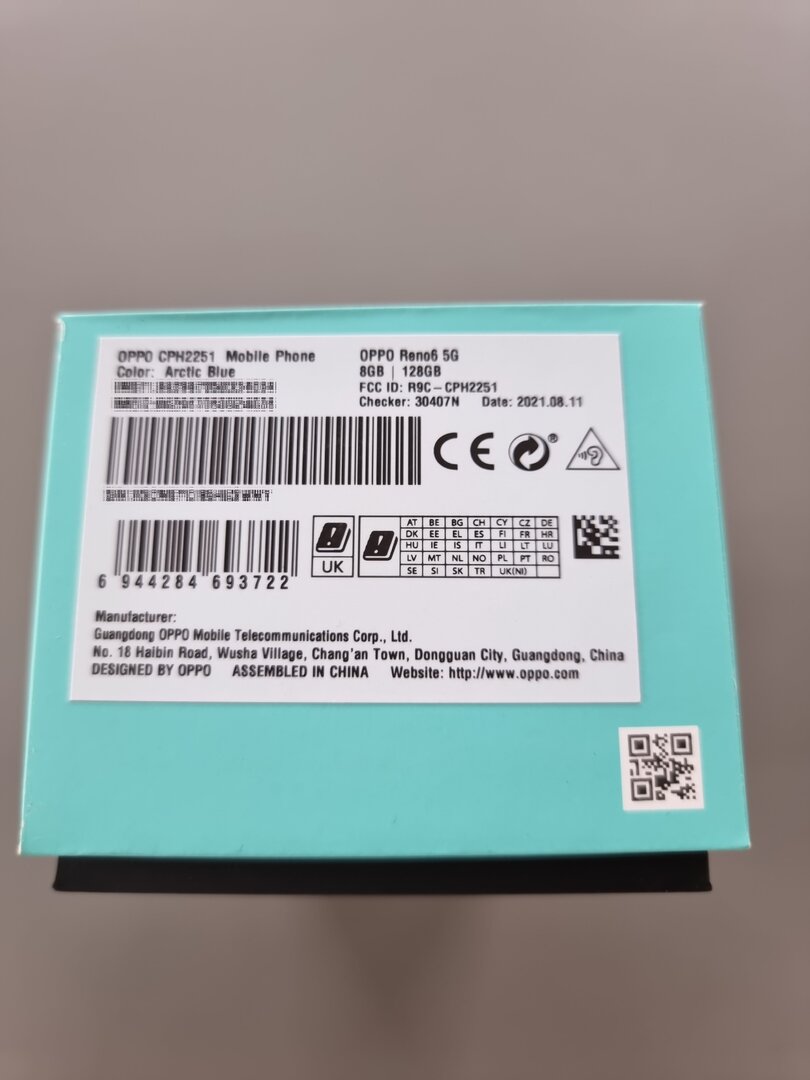 OPPO CPH2251 Mobile Phone
Color: Arctic Blue
OPPO Reno6 5G
8GB | 128GB
FCC ID: R9C-CPH2251
Checker: 30407N Date: 2021.08.11
CE
®
6 944284 693722
UK
AT BE BG CH CY CZ DE
DK EE EL ES FI FR HR
HU IE IS IT LI LT LU
LV MT NL NO PL PT RO
SE SI SK TR UK(NI)
Manufacturer:
Guangdong OPPO Mobile Telecommunications Corp., Ltd.
No. 18 Haibin Road, Wusha Village, Chang'an Town, Dongguan City, Guangdong, China
DESIGNED BY OPPO ASSEMBLED IN CHINA Website: http://www.oppo.com